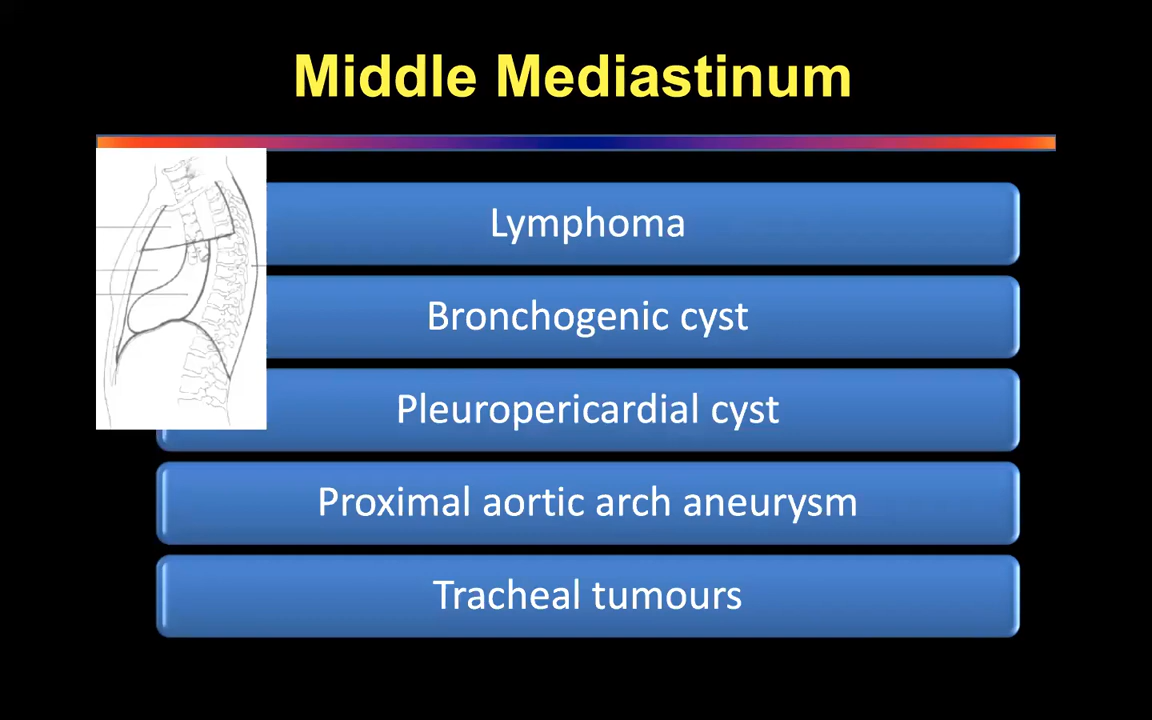 Middle Mediastinum
Lymphoma
Bronchogenic cyst
Pleuropericardial cyst
Proximal aortic arch aneurysm
Tracheal tumours